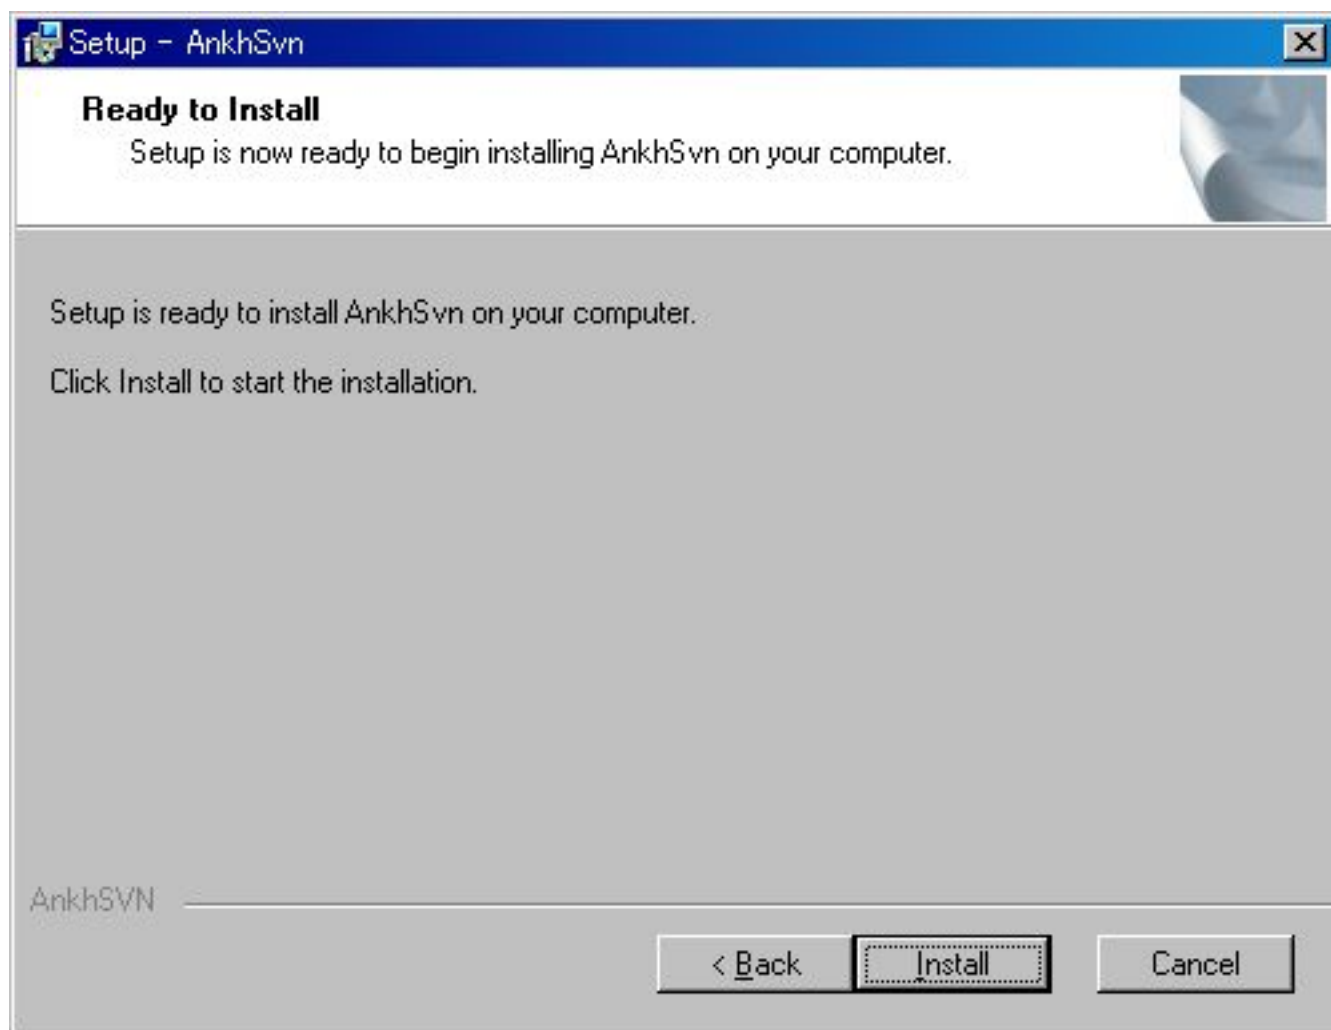 Setup - AnkhSvn
Ready to Install
Setup is now ready to begin installing AnkhSvn on your computer.
Setup is ready to install AnkhSvn on your computer.
Click Install to start the installation.
AnkhSVN
< Back Install Cancel